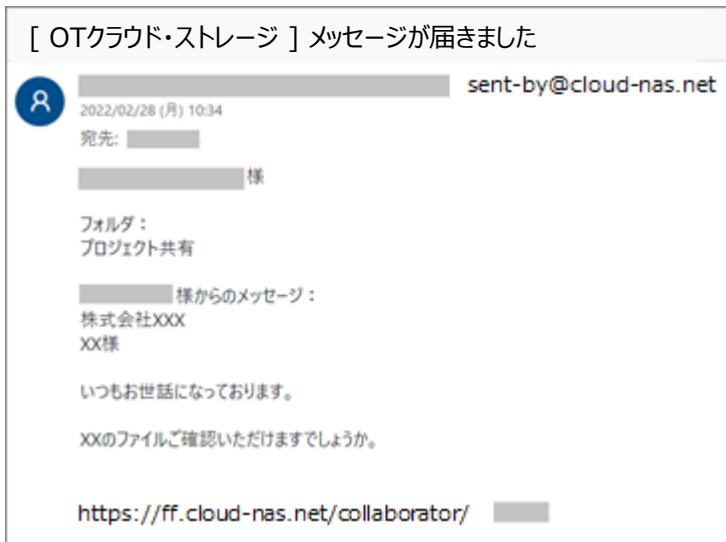 [ OTクラウド・ストレージ ] メッセージが届きました
sent-by@cloud-nas.net
2022/02/28 (月) 10:34
宛先:
様
フォルダ：
プロジェクト共有
様からのメッセージ：
株式会社XXX
XX様
いつもお世話になっております。
XXのファイルご確認いただけますでしょうか。
https://ff.cloud-nas.net/collaborator/